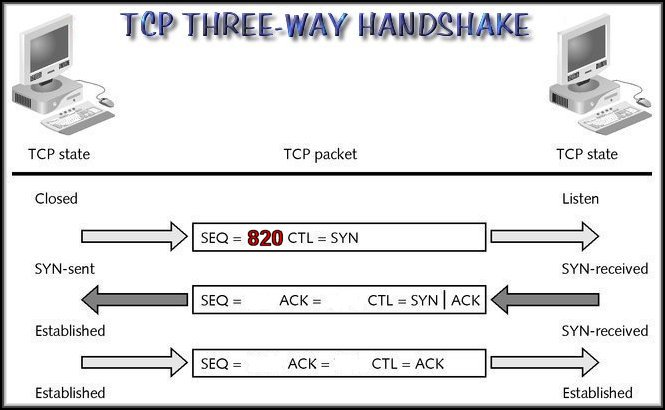 TCP THREE-WAY HANDSHAKE
TCP state TCP packet TCP state
Closed Listen
SEQ = 820 CTL = SYN
SYN-sent SYN-received
SEQ = ACK = CTL = SYN | ACK
Established SYN-received
SEQ = ACK = CTL = ACK
Established Established